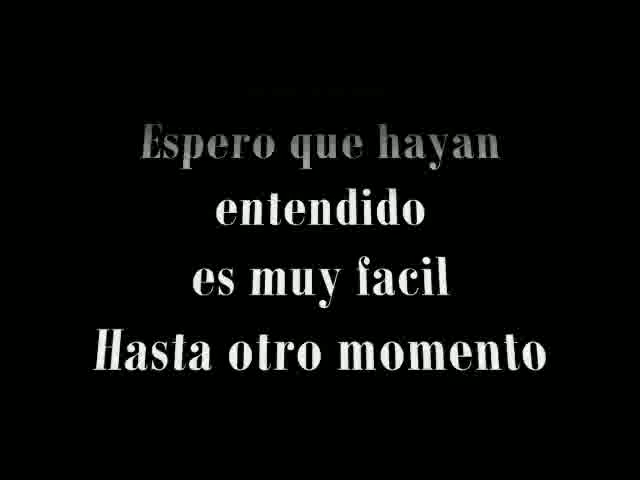 Espero que hayan
entendido
es muy facil
Hasta otro momento